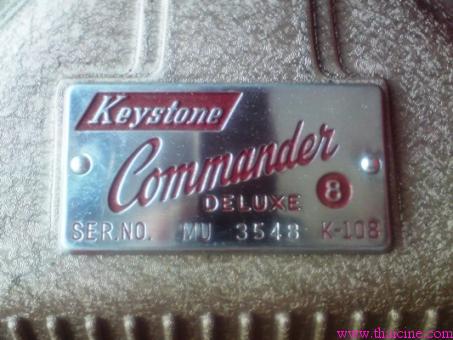 Keystone
Commander
DELUXE 8
SER.NO. MU 3548 K-108
www.thaicine.com